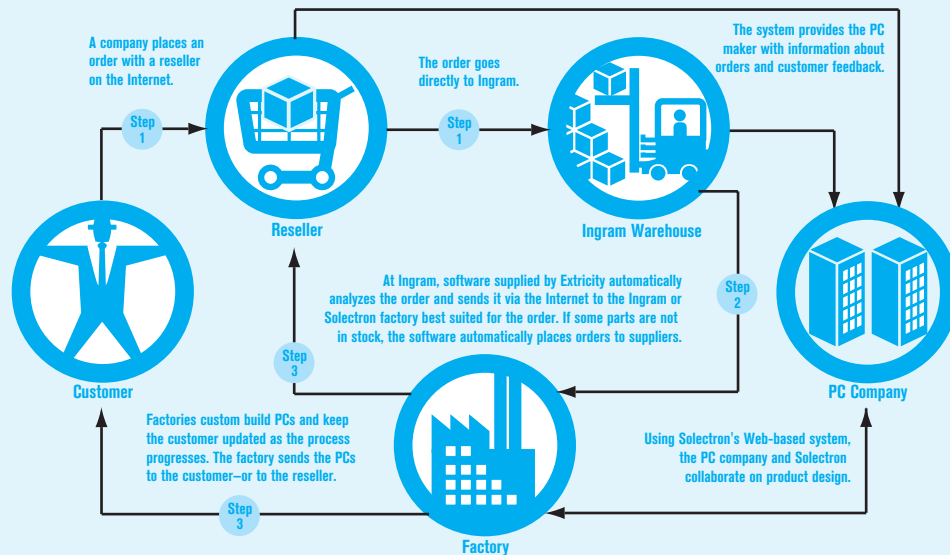 A company places an
order with a reseller
on the Internet.
Step
1
Reseller
The order goes
directly to Ingram.
Step
1
Ingram Warehouse
The system provides the PC
maker with information about
orders and customer feedback.
PC Company
Customer
At Ingram, software supplied by Extricity automatically
analyzes the order and sends it via the Internet to the Ingram or
Solectron factory best suited for the order. If some parts are not
in stock, the software automatically places orders to suppliers.
Step
2
Step
3
Factories custom build PCs and keep
the customer updated as the process
progresses. The factory sends the PCs
to the customer–or to the reseller.
Step
3
Factory
Using Solectron's Web-based system,
the PC company and Solectron
collaborate on product design.